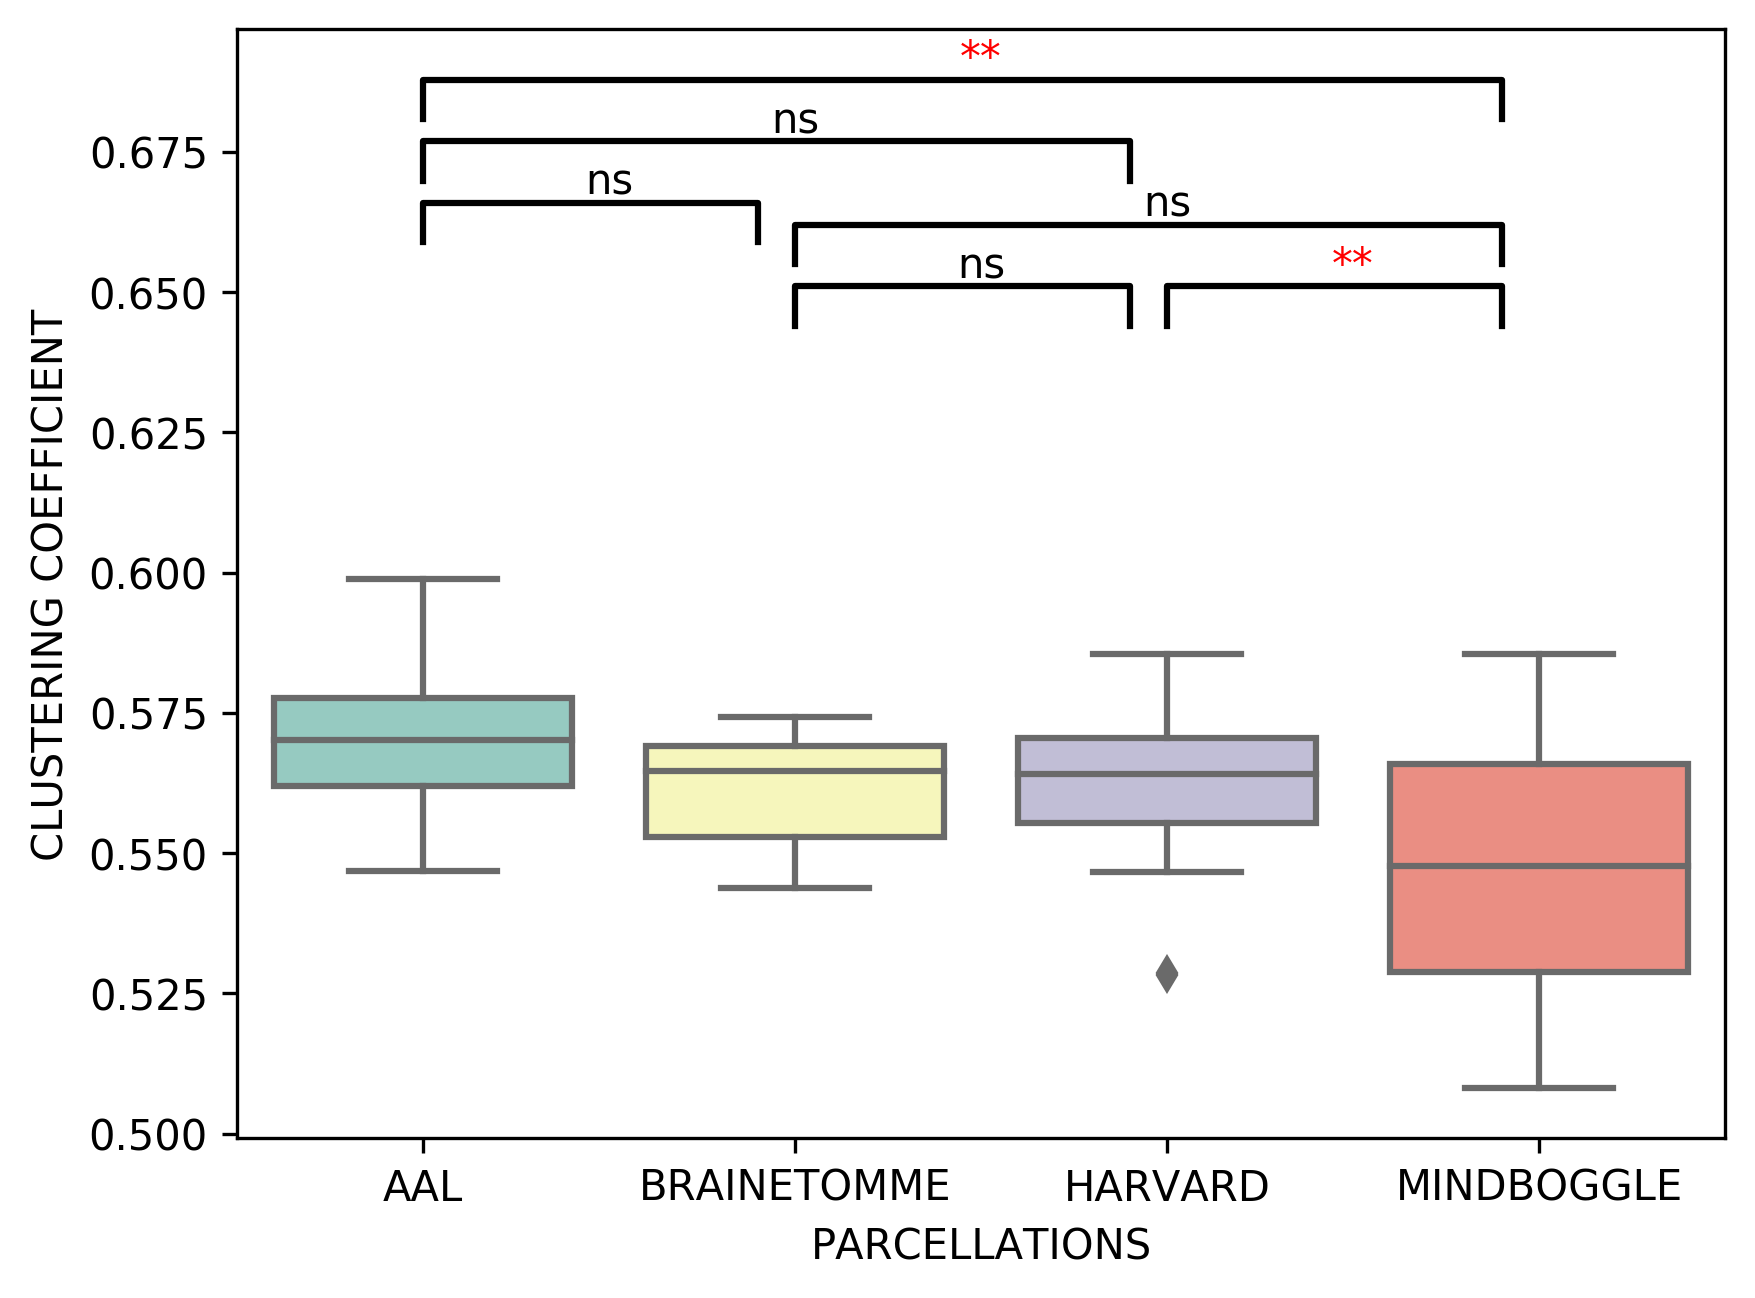 **
ns
0.675
ns
ns
ns
**
0.650
0.625
0.600
0.575
0.550
0.525
0.500
CLUSTERING COEFFICIENT
AAL
BRAINETOMME
HARVARD
MINDBOGGLE
PARCELLATIONS